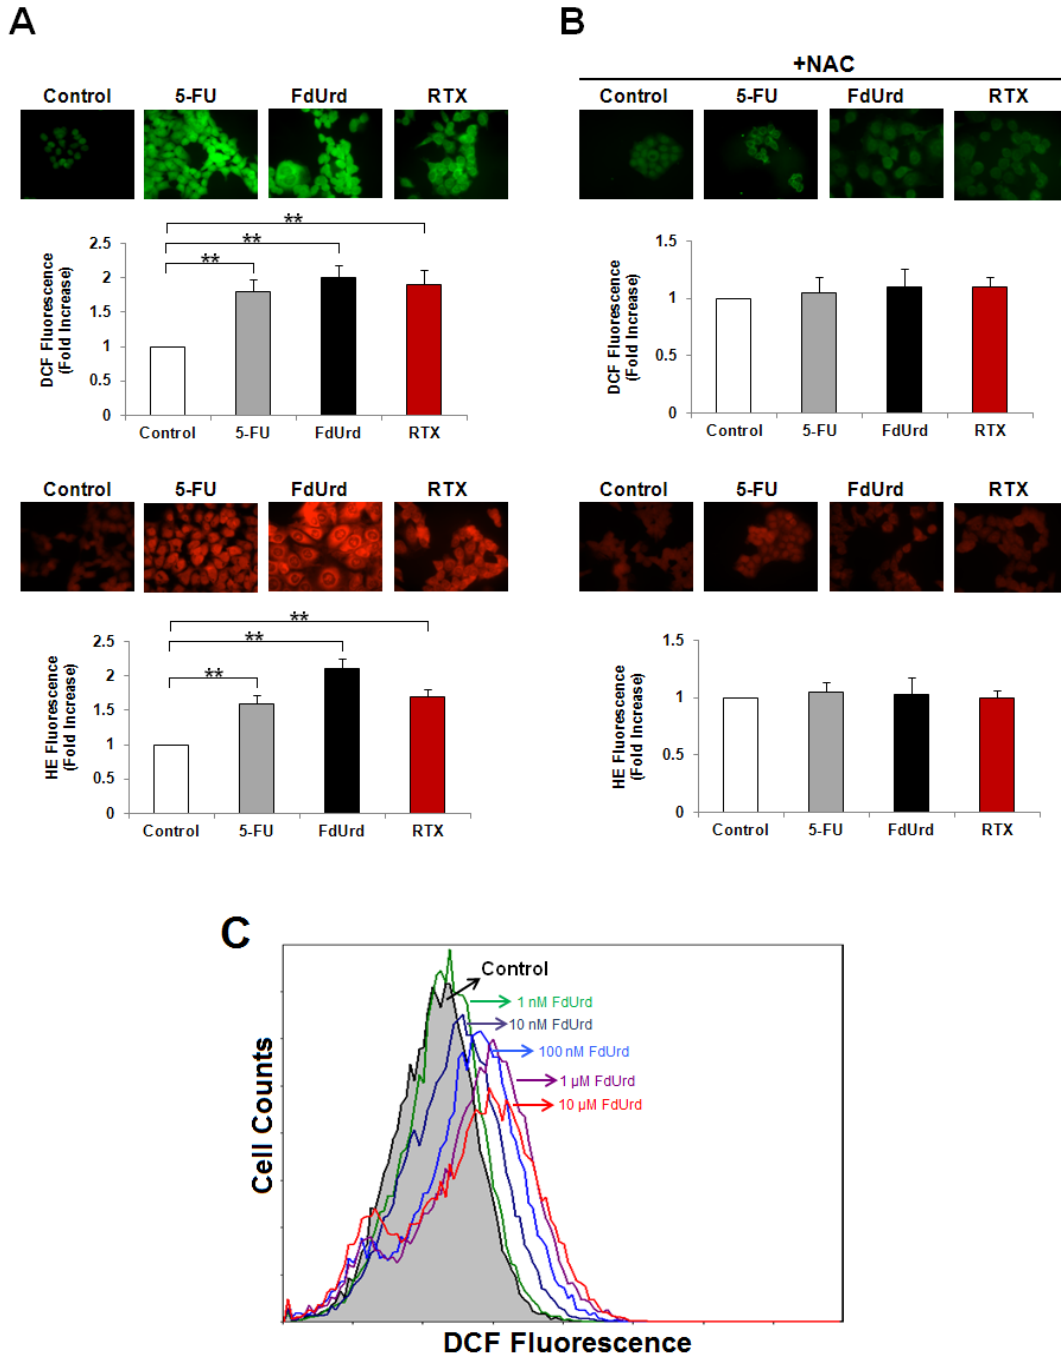 A
Control 5-FU FdUrd RTX
** 
**
**
2.5
2
1.5
1
0.5
0
DCF Fluorescence
(Fold Increase)
Control 5-FU FdUrd RTX
Control 5-FU FdUrd RTX
**
**
**
2.5
2
1.5
1
0.5
0
HE Fluorescence
(Fold Increase)
Control 5-FU FdUrd RTX
B
+NAC
Control 5-FU FdUrd RTX
1.5
1
0.5
0
DCF Fluorescence
(Fold Increase)
Control 5-FU FdUrd RTX
Control 5-FU FdUrd RTX
1.5
1
0.5
0
HE Fluorescence
(Fold Increase)
Control 5-FU FdUrd RTX
C
Control
1 nM FdUrd
10 nM FdUrd
100 nM FdUrd
1 µM FdUrd
10 µM FdUrd
Cell Counts
DCF Fluorescence